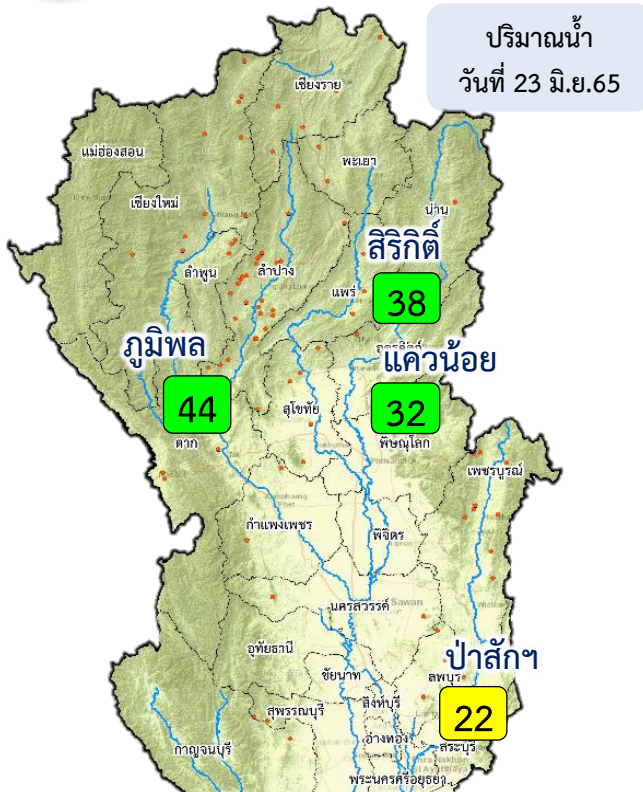 ปริมาณน้ำ
วันที่ 23 มิ.ย.65
เชียงราย
แม่ฮ่องสอน
พะเยา
เชียงใหม่
น่าน
สิริกิติ์
ลำพูน
ลำปาง
แพร่
38
ภูมิพล
อุตรดิตถ์
แควน้อย
44
สุโขทัย
32
ตาก
พิษณุโลก
เพชรบูรณ์
กำแพงเพชร
พิจิตร
นครสวรรค์
Sawan
อุทัยธานี
ป่าสักฯ
ชัยนาท
ลพบุรี
สิงห์บุรี
สุพรรณบุรี
22
อ่างทอง
สระบุรี
กาญจนบุรี
พระนครศรีอยุธยา